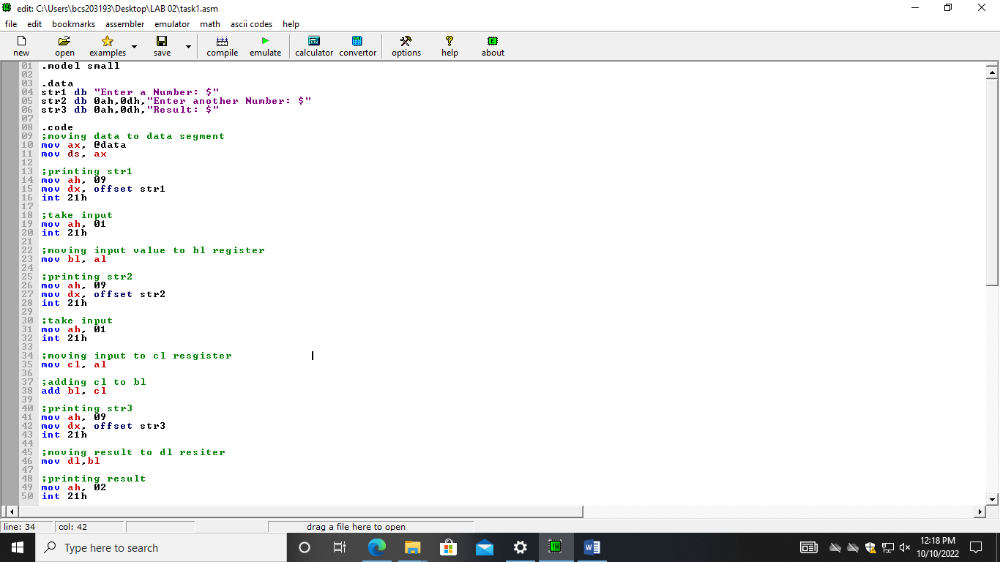 edit: C:\Users\bcs203193\Desktop\LAB 02\task1.asm
file edit bookmarks assembler emulator math ascii codes help
new open examples save compile emulate calculator convertor options help about
01 .model small
02
03 .data
04 str1 db "Enter a Number: $"
05 str2 db 0ah,0dh,"Enter another Number: $"
06 str3 db 0ah,0dh,"Result: $"
07
08 .code
09 ;moving data to data segment
10 mov ax, @data
11 mov ds, ax
12
13 ;printing str1
14 mov ah, 09
15 mov dx, offset str1
16 int 21h
17
18 ;take input
19 mov ah, 01
20 int 21h
21
22 ;moving input value to bl register
23 mov bl, al
24
25 ;printing str2
26 mov ah, 09
27 mov dx, offset str2
28 int 21h
29
30 ;take input
31 mov ah, 01
32 int 21h
33
34 ;moving input to cl resgister
35 mov cl, al
36
37 ;adding cl to bl
38 add bl, cl
39
40 ;printing str3
41 mov ah, 09
42 mov dx, offset str3
43 int 21h
44
45 ;moving result to dl resiter
46 mov dl,bl
47
48 ;printing result
49 mov ah, 02
50 int 21h
line: 34 col: 42 drag a file here to open
Type here to search
12:18 PM
10/10/2022